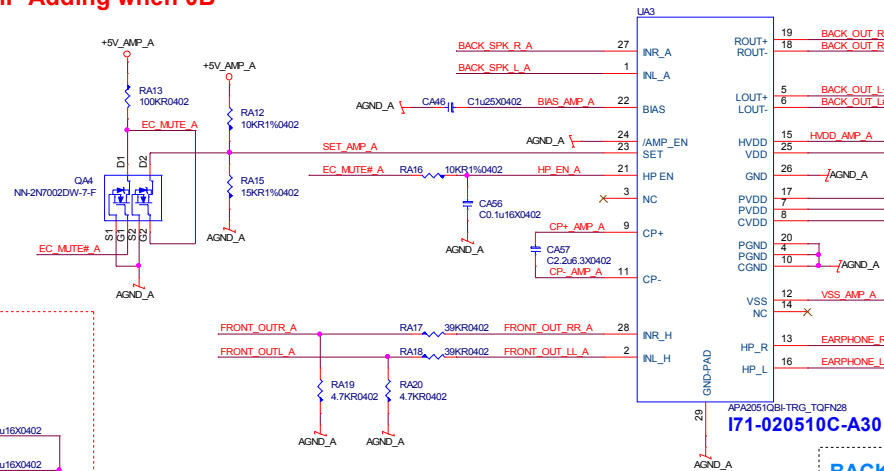 Adding when 0B
+5V_AMP_A
RA13
100KR0402
EC_MUTE_A
D1
D2
QA4
NN-2N7002DW-7-F
S1
G1
S2
G2
EC_MUTE#_A
AGND_A
+5V_AMP_A
RA12
10KR1%0402
SET_AMP_A
RA15
15KR1%0402
AGND_A
BACK_SPK_R_A
BACK_SPK_L_A
AGND_A
CA46
C1u25X0402
BIAS_AMP_A
AGND_A
EC_MUTE#_A
RA16
10KR1%0402
HP_EN_A
CA56
C0.1u16X0402
AGND_A
CP+_AMP_A
CA57
C2.2u6.3X0402
CP-_AMP_A
FRONT_OUTR_A
RA17
39KR0402
FRONT_OUT_RR_A
FRONT_OUTL_A
RA18
39KR0402
FRONT_OUT_LL_A
RA19
4.7KR0402
RA20
4.7KR0402
AGND_A
AGND_A
UA3
27
INR_A
1
INL_A
22
BIAS
24
/AMP_EN
23
SET
21
HP EN
3
NC
9
CP+
11
CP-
28
INR_H
2
INL_H
GND-PAD
29
AGND_A
ROUT+
19
BACK_OUT_R
ROUT-
18
BACK_OUT_R
LOUT+
5
BACK_OUT_L
LOUT-
6
BACK_OUT_L
HVDD
15
HVDD_AMP_A
VDD
25
GND
26
AGND_A
PVDD
17
PVDD
7
CVDD
8
PGND
20
PGND
4
CGND
10
AGND_A
VSS
12
VSS_AMP_A
NC
14
HP_R
13
EARPHONE_R
HP_L
16
EARPHONE_L
APA2051QBI-TRG_TQFN28
I71-020510C-A30
u16X0402
u16X0402
BACK